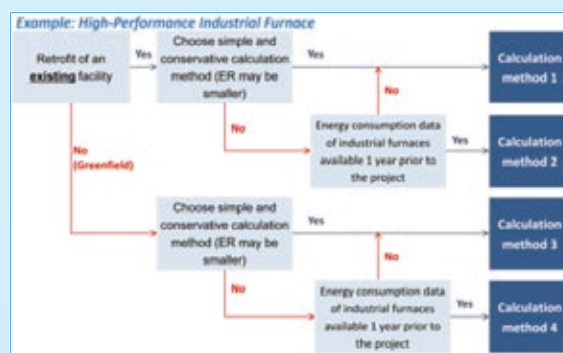 Example: High-Performance Industrial Furnace
Retrofit of an
existing facility
Yes
Choose simple and
conservative calculation
method (ER may be
smaller)
Yes
Calculation
method 1
No
No
Energy consumption data
of industrial furnaces
available 1 year prior to
the project
Yes
Calculation
method 2
No
(Greenfield)
Choose simple and
conservative calculation
method (ER may be
smaller)
Yes
Calculation
method 3
No
No
Energy consumption data
of industrial furnaces
available 1 year prior to
the project
Yes
Calculation
method 4